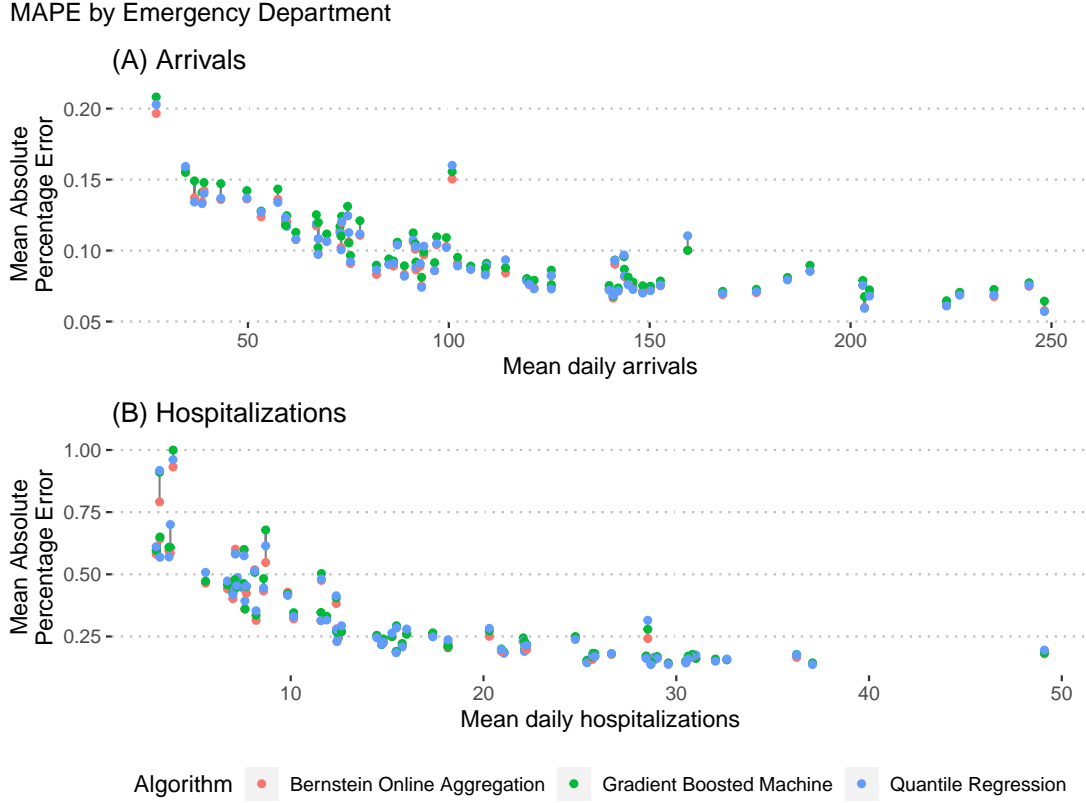 MAPE by Emergency Department
(A) Arrivals
Mean Absolute
Percentage Error
0.20
0.15
0.10
0.05
50 100 150 200 250
Mean daily arrivals
(B) Hospitalizations
Mean Absolute
Percentage Error
1.00
0.75
0.50
0.25
10 20 30 40 50
Mean daily hospitalizations
Algorithm Bernstein Online Aggregation Gradient Boosted Machine Quantile Regression